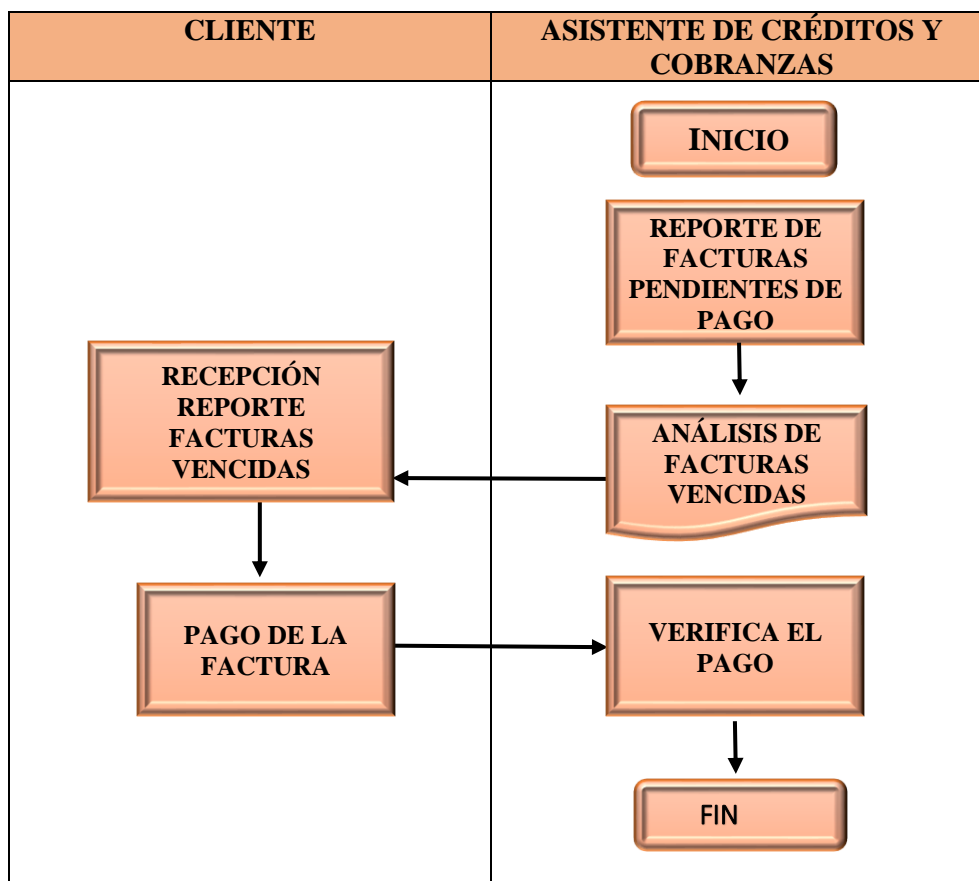 CLIENTE
ASISTENTE DE CRÉDITOS Y
COBRANZAS
INICIO
REPORTE DE
FACTURAS
PENDIENTES DE
PAGO
RECEPCIÓN
REPORTE
FACTURAS
VENCIDAS
ANÁLISIS DE
FACTURAS
VENCIDAS
PAGO DE LA
FACTURA
VERIFICA EL
PAGO
FIN